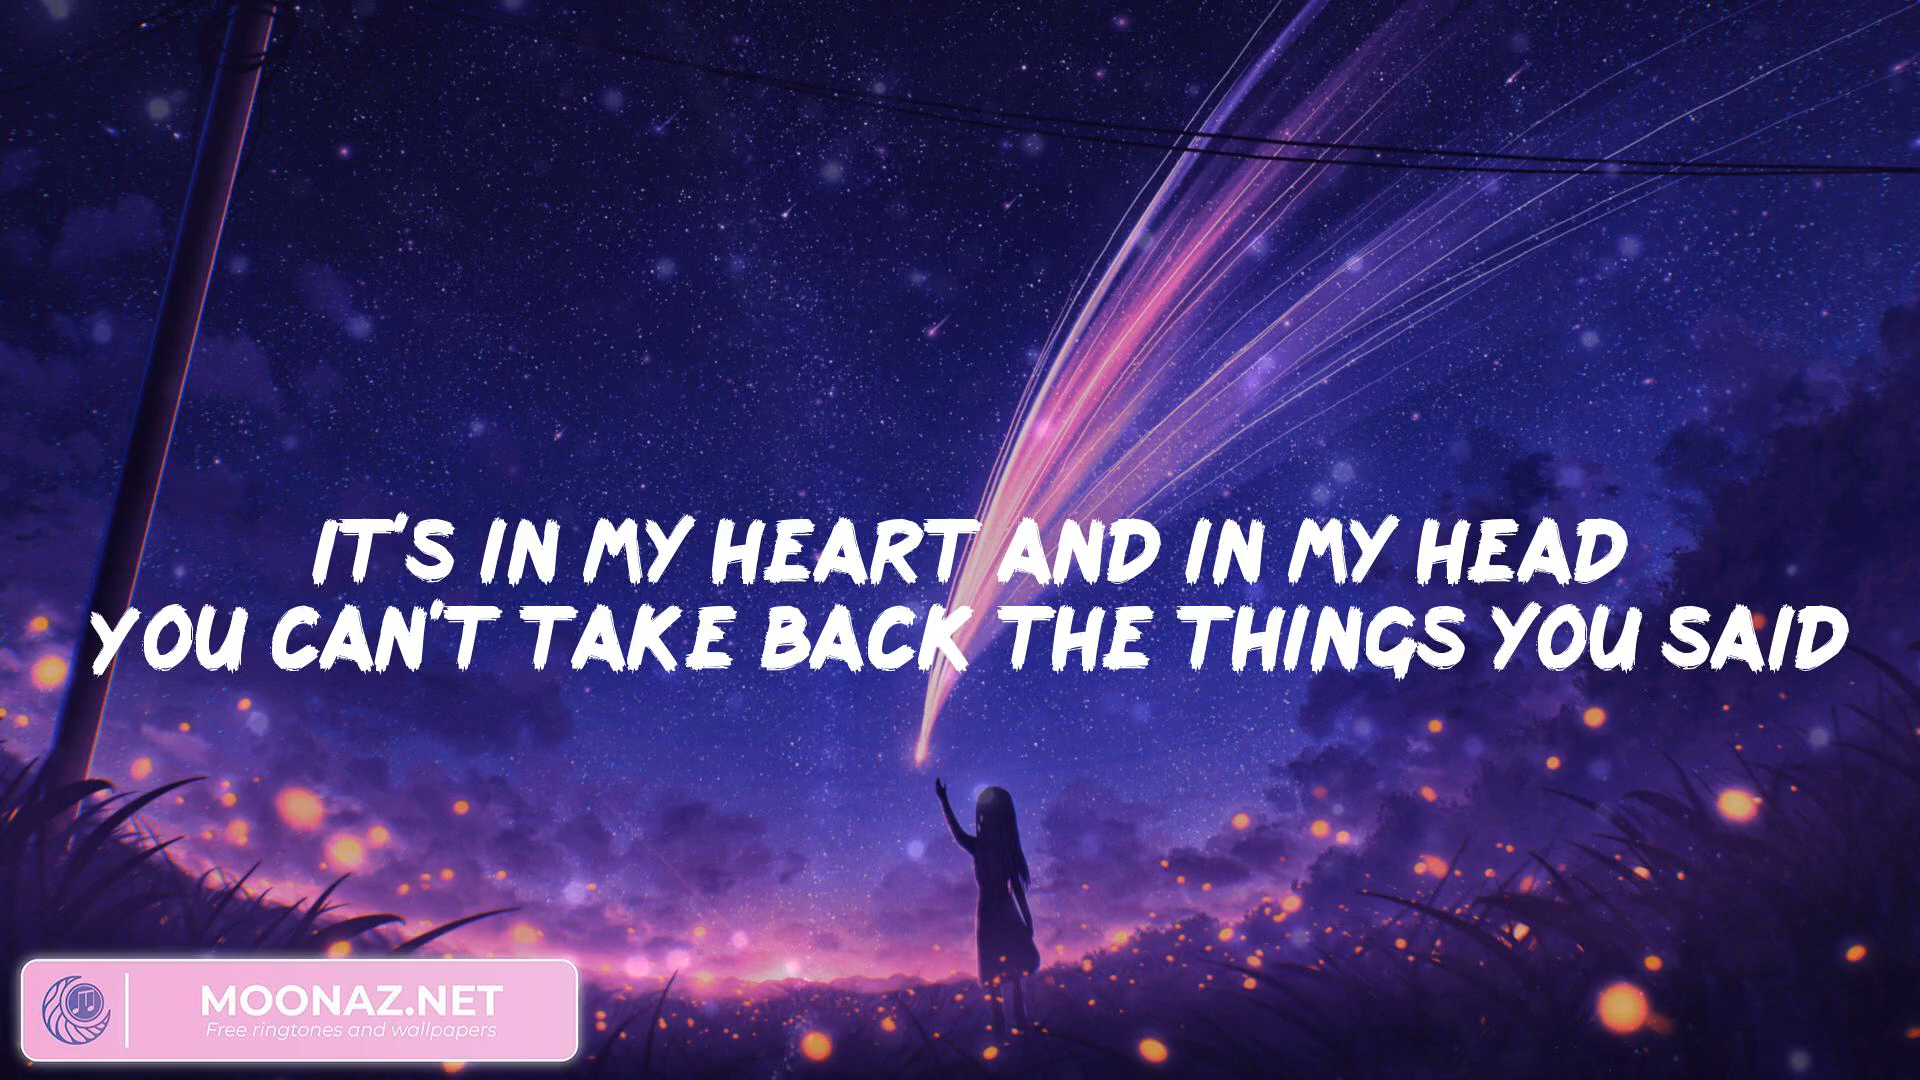 IT'S IN MY HEART AND IN MY HEAD
YOU CAN'T TAKE BACK THE THINGS YOU SAID
MOONAZ.NET
Free ringtones and wallpapers